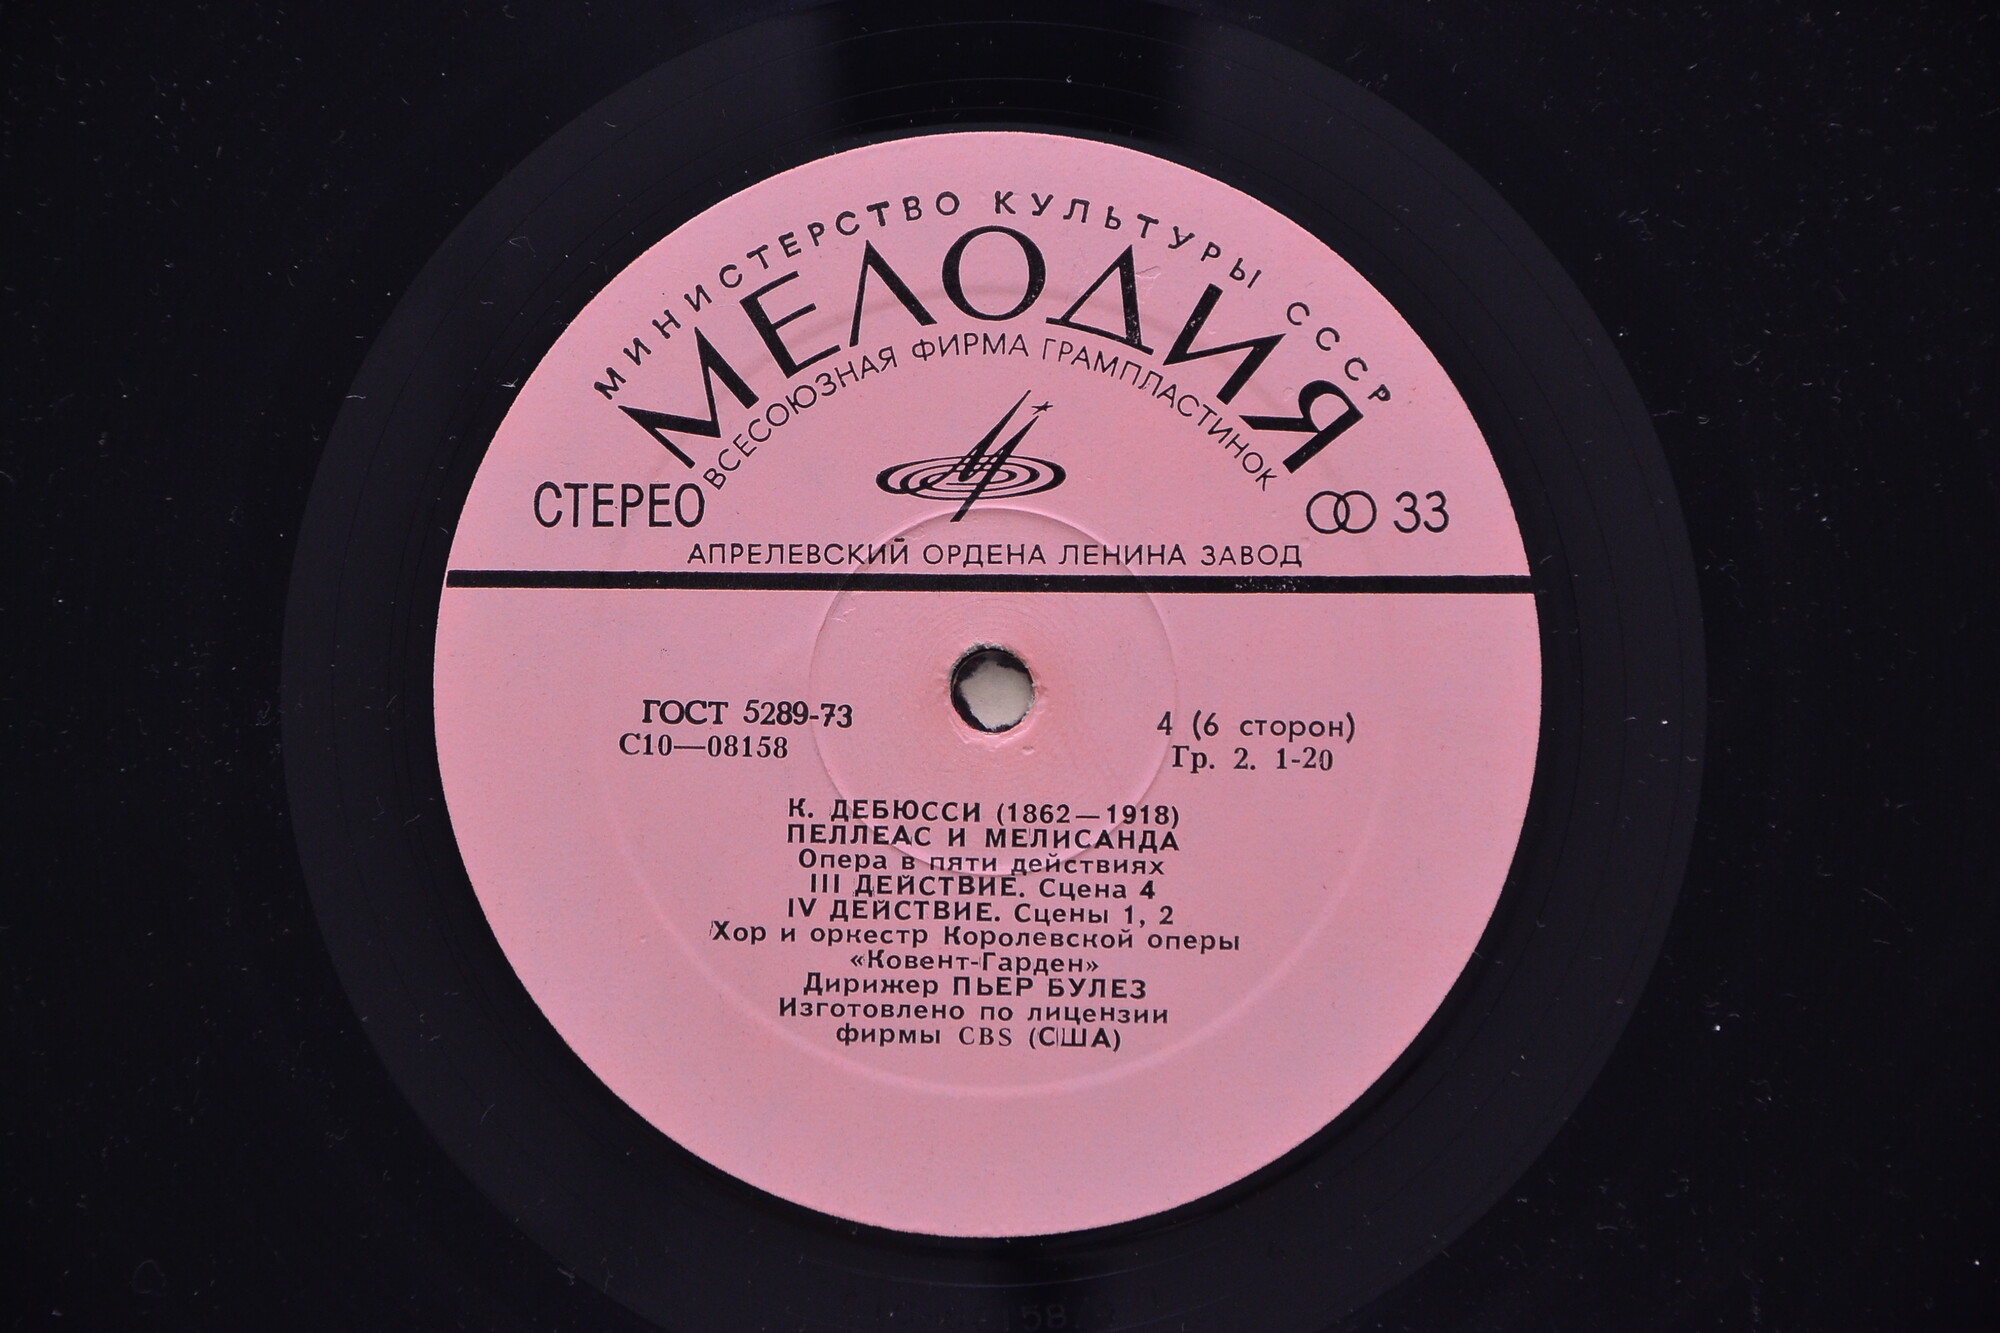 МИНИСТЕРСТВО КУЛЬТУРЫ СССР
МЕЛОДИЯ
ВСЕСОЮЗНАЯ ФИРМА ГРАМПЛАСТИНОК
СТЕРЕО
33
АПРЕЛЕВСКИЙ ОРДЕНА ЛЕНИНА ЗАВОД
ГОСТ 5289-73
С10—08158
4 (6 сторон)
Гр. 2. 1-20
К. ДЕБЮССИ (1862—1918)
ПЕЛЛЕАС И МЕЛИСАНДА
Опера в пяти действиях
III ДЕЙСТВИЕ. Сцена 4
IV ДЕЙСТВИЕ. Сцены 1, 2
Хор и оркестр Королевской оперы
«Ковент-Гарден»
Дирижер ПЬЕР БУЛЕЗ
Изготовлено по лицензии
фирмы CBS (США)